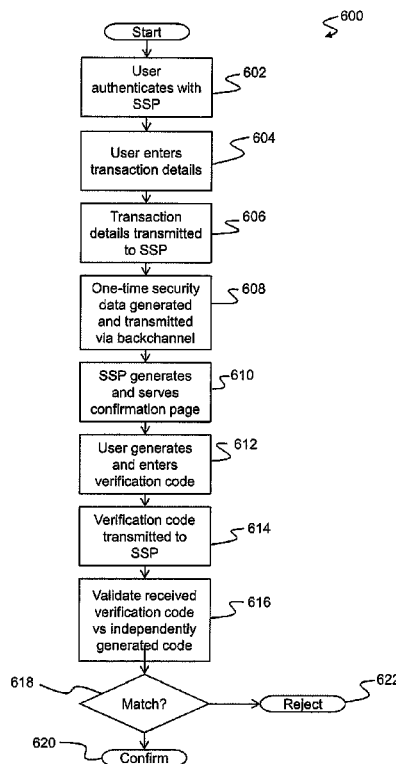 600
Start
User
authenticates with
SSP
602
User enters
transaction details
604
Transaction
details transmitted
to SSP
606
One-time security
data generated
and transmitted
via backchannel
608
SSP generates
and serves
confirmation page
610
User generates
and enters
verification code
612
Verification code
transmitted to
SSP
614
Validate received
verification code
vs independently
generated code
616
618
Match?
Reject
622
620
Confirm